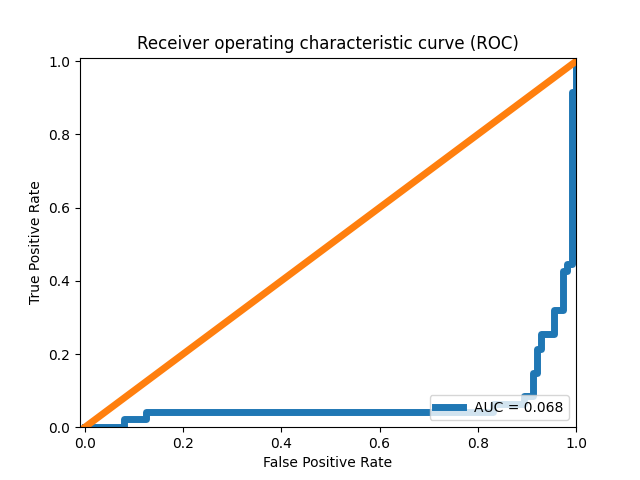 Receiver operating characteristic curve (ROC)
True Positive Rate
1.0
0.8
0.6
0.4
0.2
0.0
AUC = 0.068
0.0 0.2 0.4 0.6 0.8 1.0
False Positive Rate